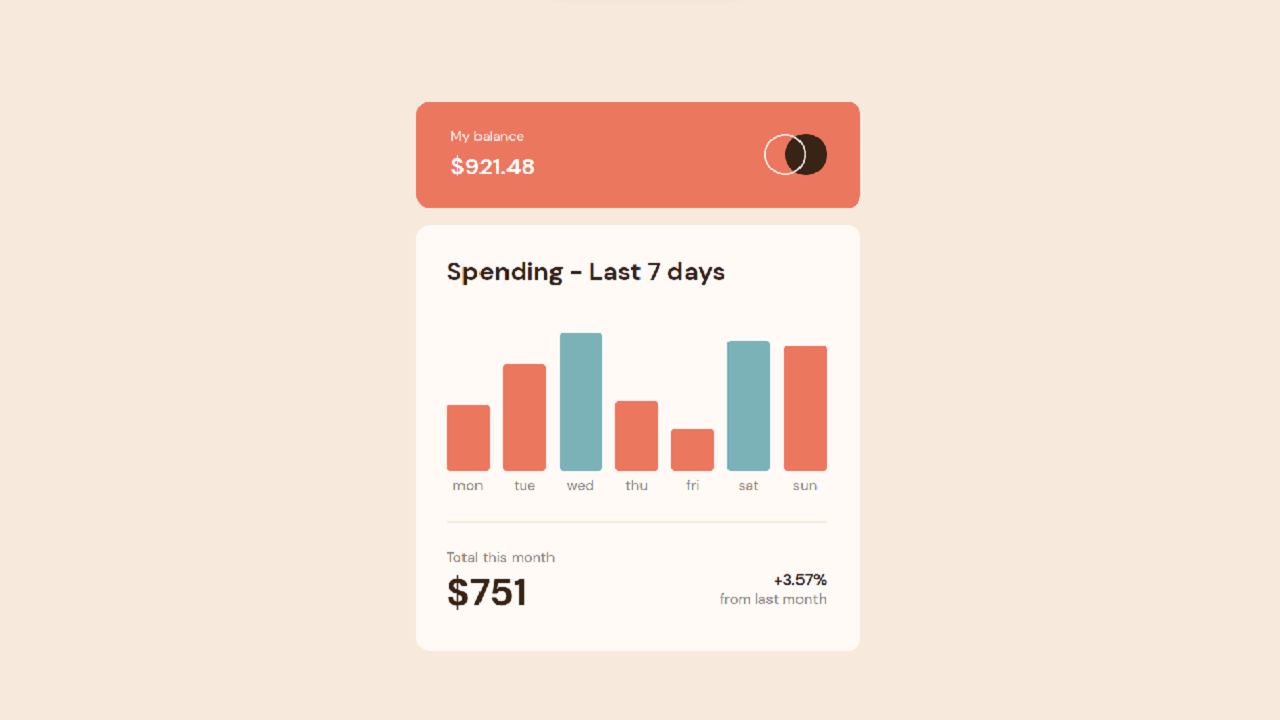 My balance
$921.48
Spending - Last 7 days
mon tue wed thu fri sat sun
Total this month
$751
+3.57%
from last month